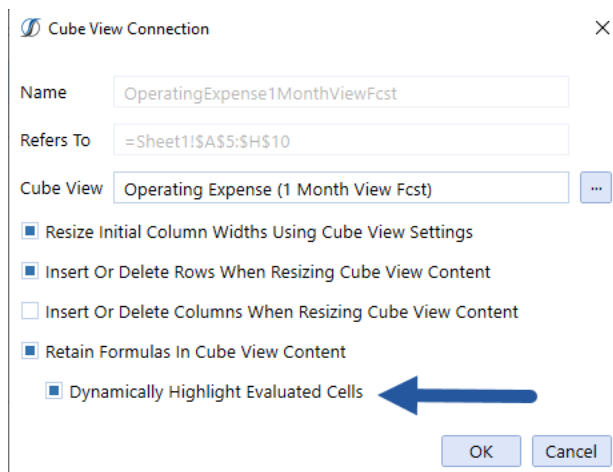 Cube View Connection
Name OperatingExpense1MonthViewFcst
Refers To =Sheet1!$A$5:$H$10
Cube View Operating Expense (1 Month View Fcst) ...
Resize Initial Column Widths Using Cube View Settings
Insert Or Delete Rows When Resizing Cube View Content
Insert Or Delete Columns When Resizing Cube View Content
Retain Formulas In Cube View Content
Dynamically Highlight Evaluated Cells
OK Cancel